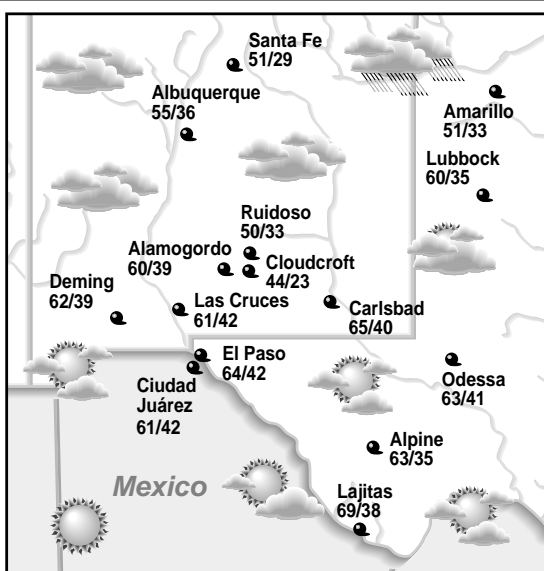 Santa Fe
51/29
Albuquerque
55/36
Amarillo
51/33
Lubbock
60/35
Ruidoso
50/33
Alamogordo
60/39
Cloudcroft
44/23
Deming
62/39
Las Cruces
61/42
Carlsbad
65/40
El Paso
64/42
Ciudad
Juárez
61/42
Odessa
63/41
Alpine
63/35
Mexico
Lajitas
69/38